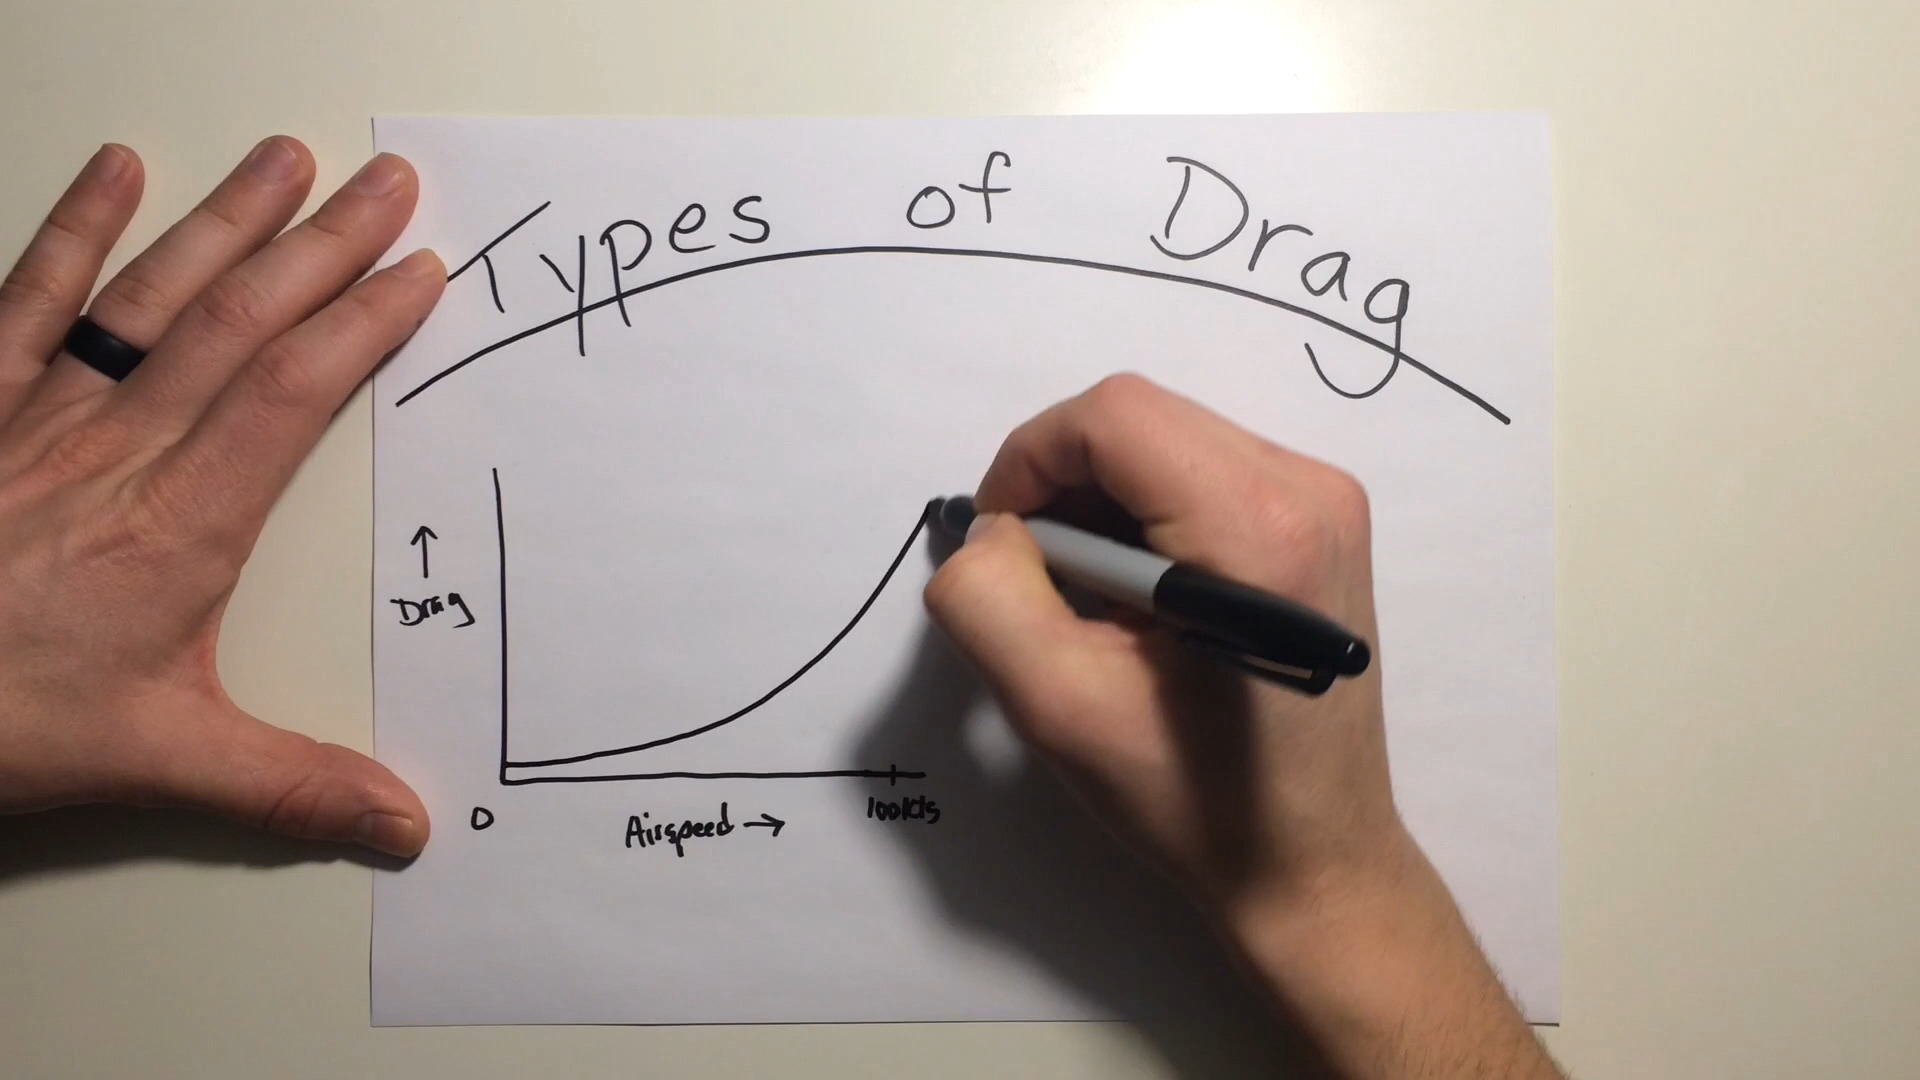 Types of Drag
↑
Drag
0
Airspeed →
100kts